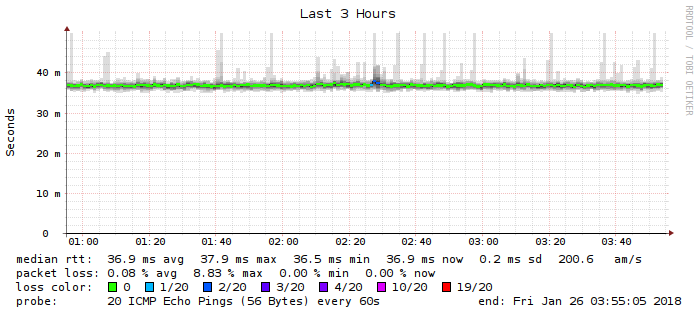 Last 3 Hours
RRDTOOL / TOBI OETIKER
Seconds
40 m
30 m
20 m
10 m
0
01:00 01:20 01:40 02:00 02:20 02:40 03:00 03:20 03:40
median rtt: 36.9 ms avg 37.9 ms max 36.5 ms min 36.9 ms now 0.2 ms sd 200.6 am/s
packet loss: 0.08 % avg 8.83 % max 0.00 % min 0.00 % now
loss color: 0 1/20 2/20 3/20 4/20 10/20 19/20
probe: 20 ICMP Echo Pings (56 Bytes) every 60s end: Fri Jan 26 03:55:05 2018